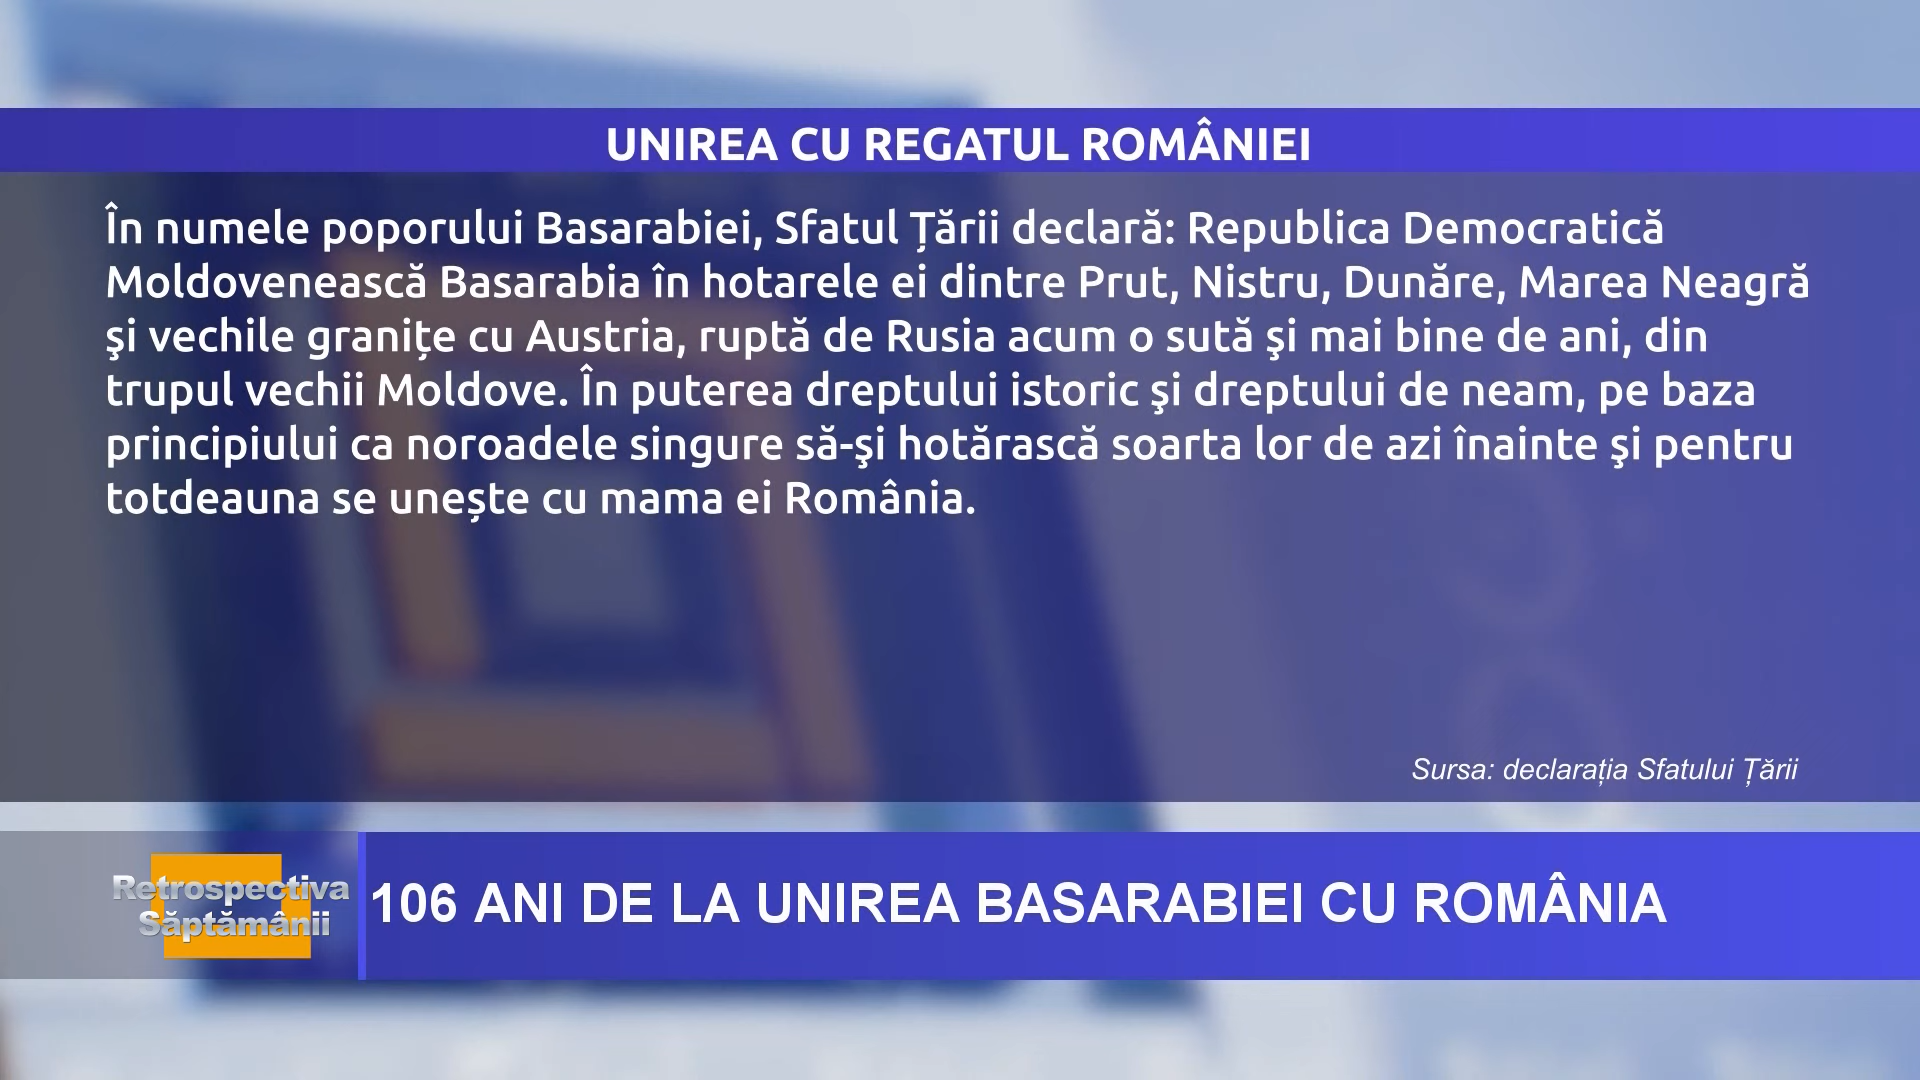 UNIREA CU REGATUL ROMÂNIEI
În numele poporului Basarabiei, Sfatul Țării declară: Republica Democratică
Moldovenească Basarabia în hotarele ei dintre Prut, Nistru, Dunăre, Marea Neagră
şi vechile granițe cu Austria, ruptă de Rusia acum o sută şi mai bine de ani, din
trupul vechii Moldove. În puterea dreptului istoric şi dreptului de neam, pe baza
principiului ca noroadele singure să-şi hotărască soarta lor de azi înainte şi pentru
totdeauna se unește cu mama ei România.
Sursa: declarația Sfatului Țării
Retrospectiva
Săptămânii
106 ANI DE LA UNIREA BASARABIEI CU ROMÂNIA